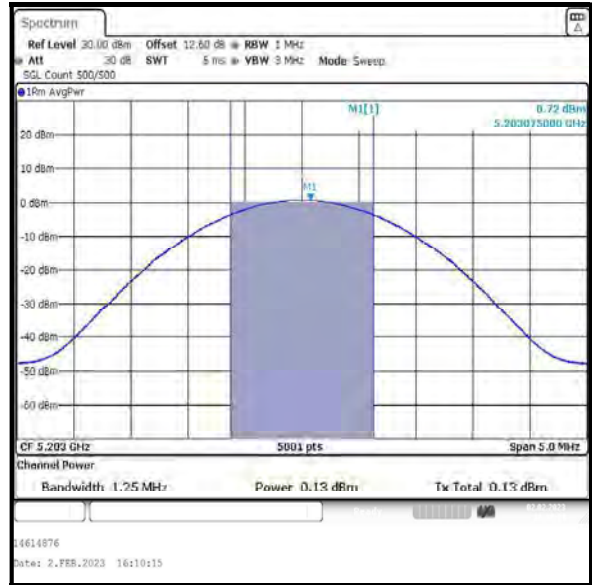 Spectrum
Ref Level 30.00 dBm Offset 12.60 dB RBW 1 MHz
Att 30 dB SWT 5 ms VBW 3 MHz Mode Sweep
SGL Count 500/500
1Rm AvgPwr
M1[1] 0.72 dBm
5.203075000 GHz
20 dBm
10 dBm
M1
0 dBm
-10 dBm
-20 dBm
-30 dBm
-40 dBm
-50 dBm
-60 dBm
CF 5.203 GHz 5001 pts Span 5.0 MHz
Channel Power
Bandwidth 1.25 MHz Power 0.13 dBm Tx Total 0.13 dBm
14614876
Date: 2.FEB.2023 16:10:15